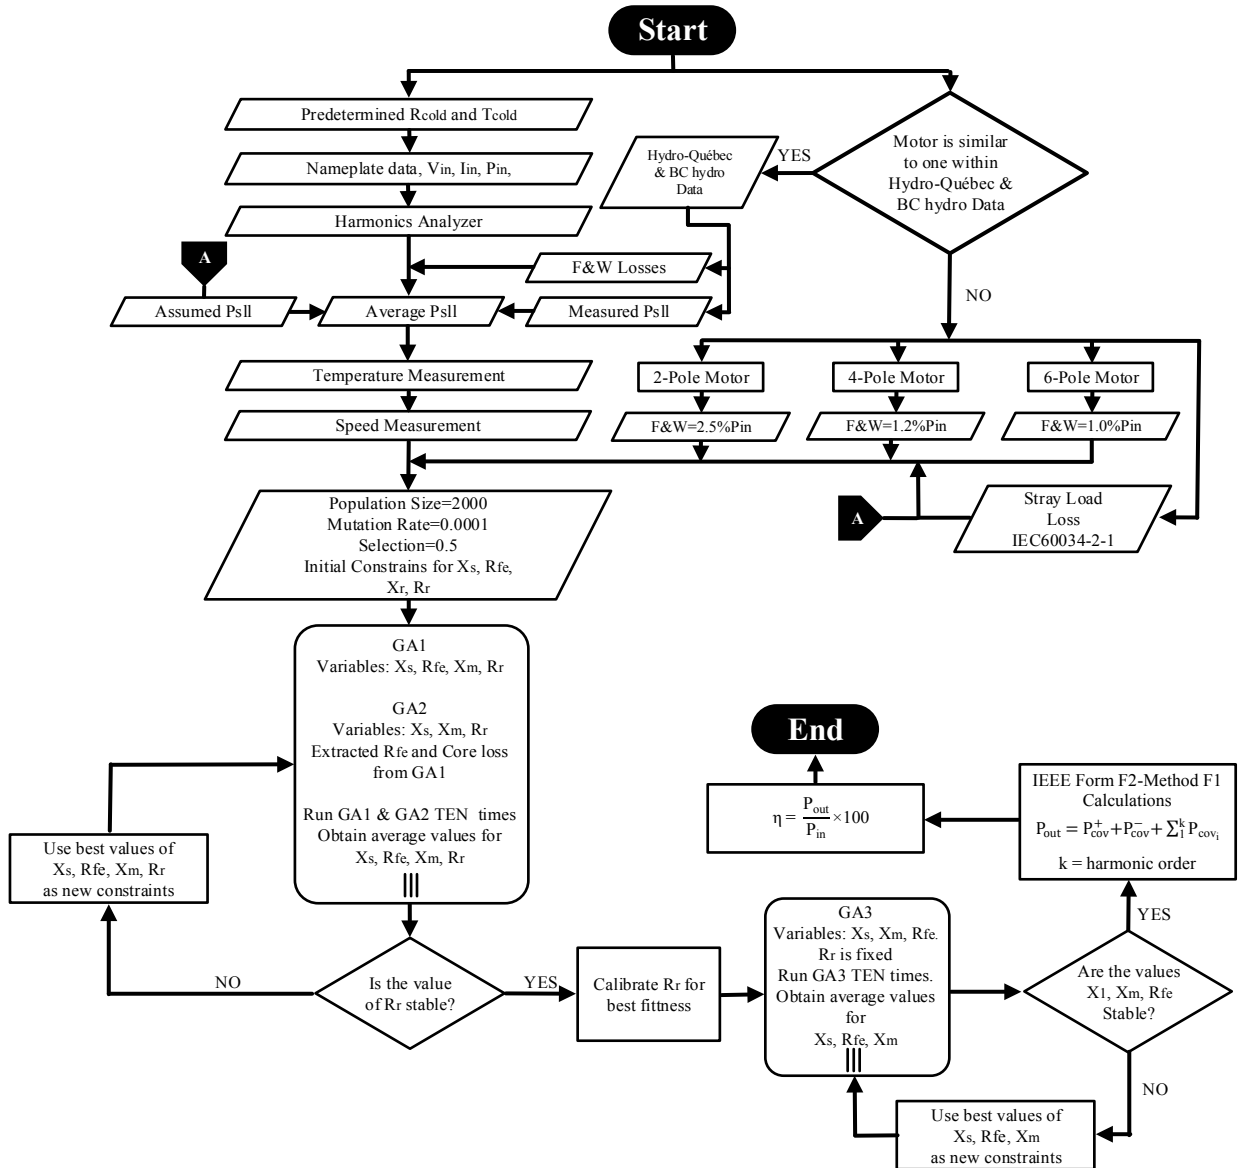 Start
Predetermined Rcold and Tcold
Nameplate data, Vin, Iin, Pin,
Harmonics Analyzer
Hydro-Québec
& BC hydro
Data
YES
Motor is similar
to one within
Hydro-Québec &
BC hydro Data
NO
A
F&W Losses
Assumed Psll
Average Psll
Measured Psll
Temperature Measurement
Speed Measurement
2-Pole Motor
4-Pole Motor
6-Pole Motor
F&W=2.5%Pin
F&W=1.2%Pin
F&W=1.0%Pin
A
Stray Load
Loss
IEC60034-2-1
Population Size=2000
Mutation Rate=0.0001
Selection=0.5
Initial Constrains for Xs, Rfe,
Xr, Rr
GA1
Variables: Xs, Rfe, Xm, Rr
GA2
Variables: Xs, Xm, Rr
Extracted Rfe and Core loss
from GA1
Run GA1 & GA2 TEN times
Obtain average values for
Xs, Rfe, Xm, Rr
Use best values of
Xs, Rfe, Xm, Rr
as new constraints
NO
Is the value
of Rr stable?
YES
Calibrate Rr for
best fittness
GA3
Variables: Xs, Xm, Rfe.
Rr is fixed
Run GA3 TEN times.
Obtain average values
for
Xs, Rfe, Xm
Are the values
X1, Xm, Rfe
Stable?
YES
NO
Use best values of
Xs, Rfe, Xm
as new constraints
IEEE Form F2-Method F1
Calculations
P_out = P_cov^+ + P_cov^- + ∑_1^k P_cov_i
k = harmonic order
η = P_out/P_in ×100
End